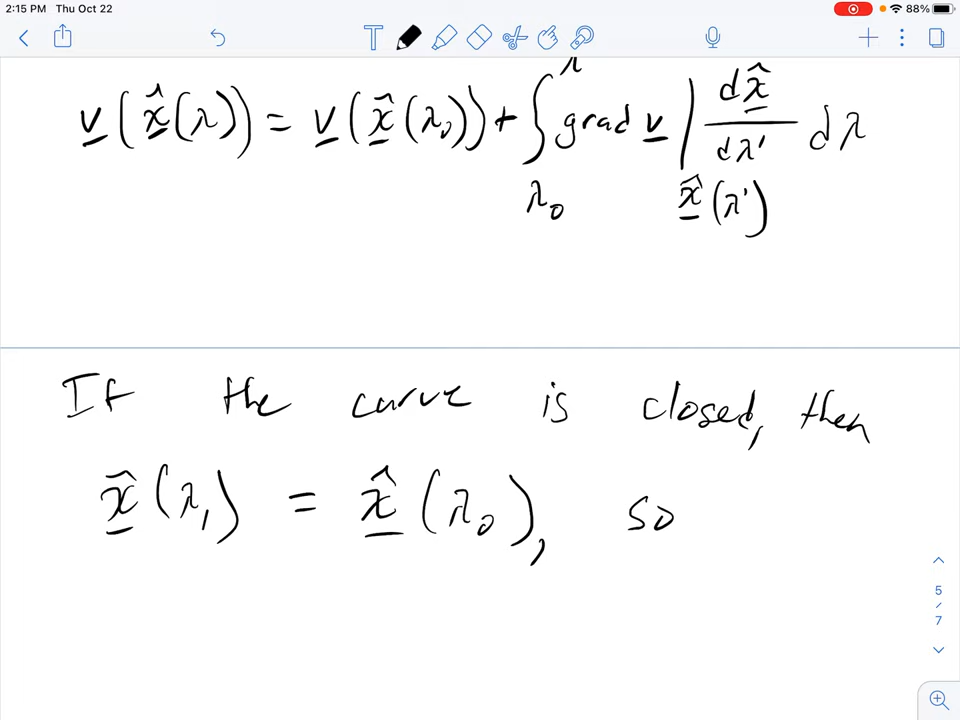 2:15 PM Thu Oct 22 88%
λ
v(x̂(λ)) = v(x̂(λ₀)) + ∫ grad v | dx̂/dλ' dλ
λ₀ x̂(λ')
If the curve is closed, then
x̂(λ₁) = x̂(λ₀), so
5
/
7